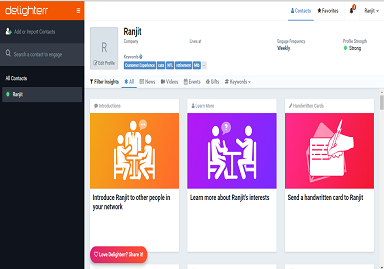 delighterr
Contacts
Favorites
Ranjit
Add or Import Contacts
Search a contact to engage
All Contacts
Ranjit
R
Edit Profile
Ranjit
Company
Lives at
Engage Frequency
Weekly
Profile Strength
Strong
Keywords
Customer Experience
cars
NFL
retirement
NBA
Filter Insights
All
News
Videos
Events
Gifts
Keywords
Introductions
Learn More
Handwritten Cards
Introduce Ranjit to other people in
your network
Learn more about Ranjit's interests
Send a handwritten card to Ranjit
Love Delighterr? Share it!